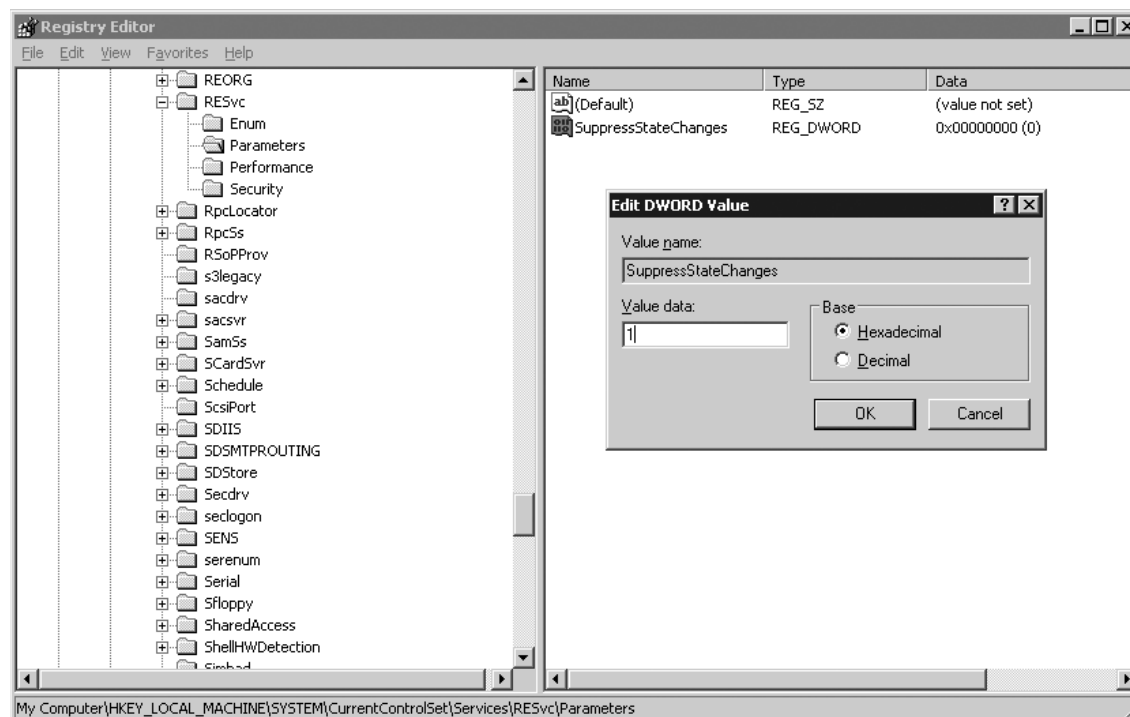 Registry Editor
File Edit View Favorites Help
REORG
RESvc
Enum
Parameters
Performance
Security
RpcLocator
RpcSs
RSoPProv
s3legacy
sacdrv
sacsvr
SamSs
SCardSvr
Schedule
ScsiPort
SDIIS
SDSMTPROUTING
SDStore
Secdrv
seclogon
SENS
serenum
Serial
Sfloppy
SharedAccess
ShellHWDetection
Simbad
Name Type Data
(Default) REG_SZ (value not set)
SuppressStateChanges REG_DWORD 0x00000000 (0)
Edit DWORD Value
Value name:
SuppressStateChanges
Value data:
1
Base
Hexadecimal
Decimal
OK Cancel
My Computer\HKEY_LOCAL_MACHINE\SYSTEM\CurrentControlSet\Services\RESvc\Parameters